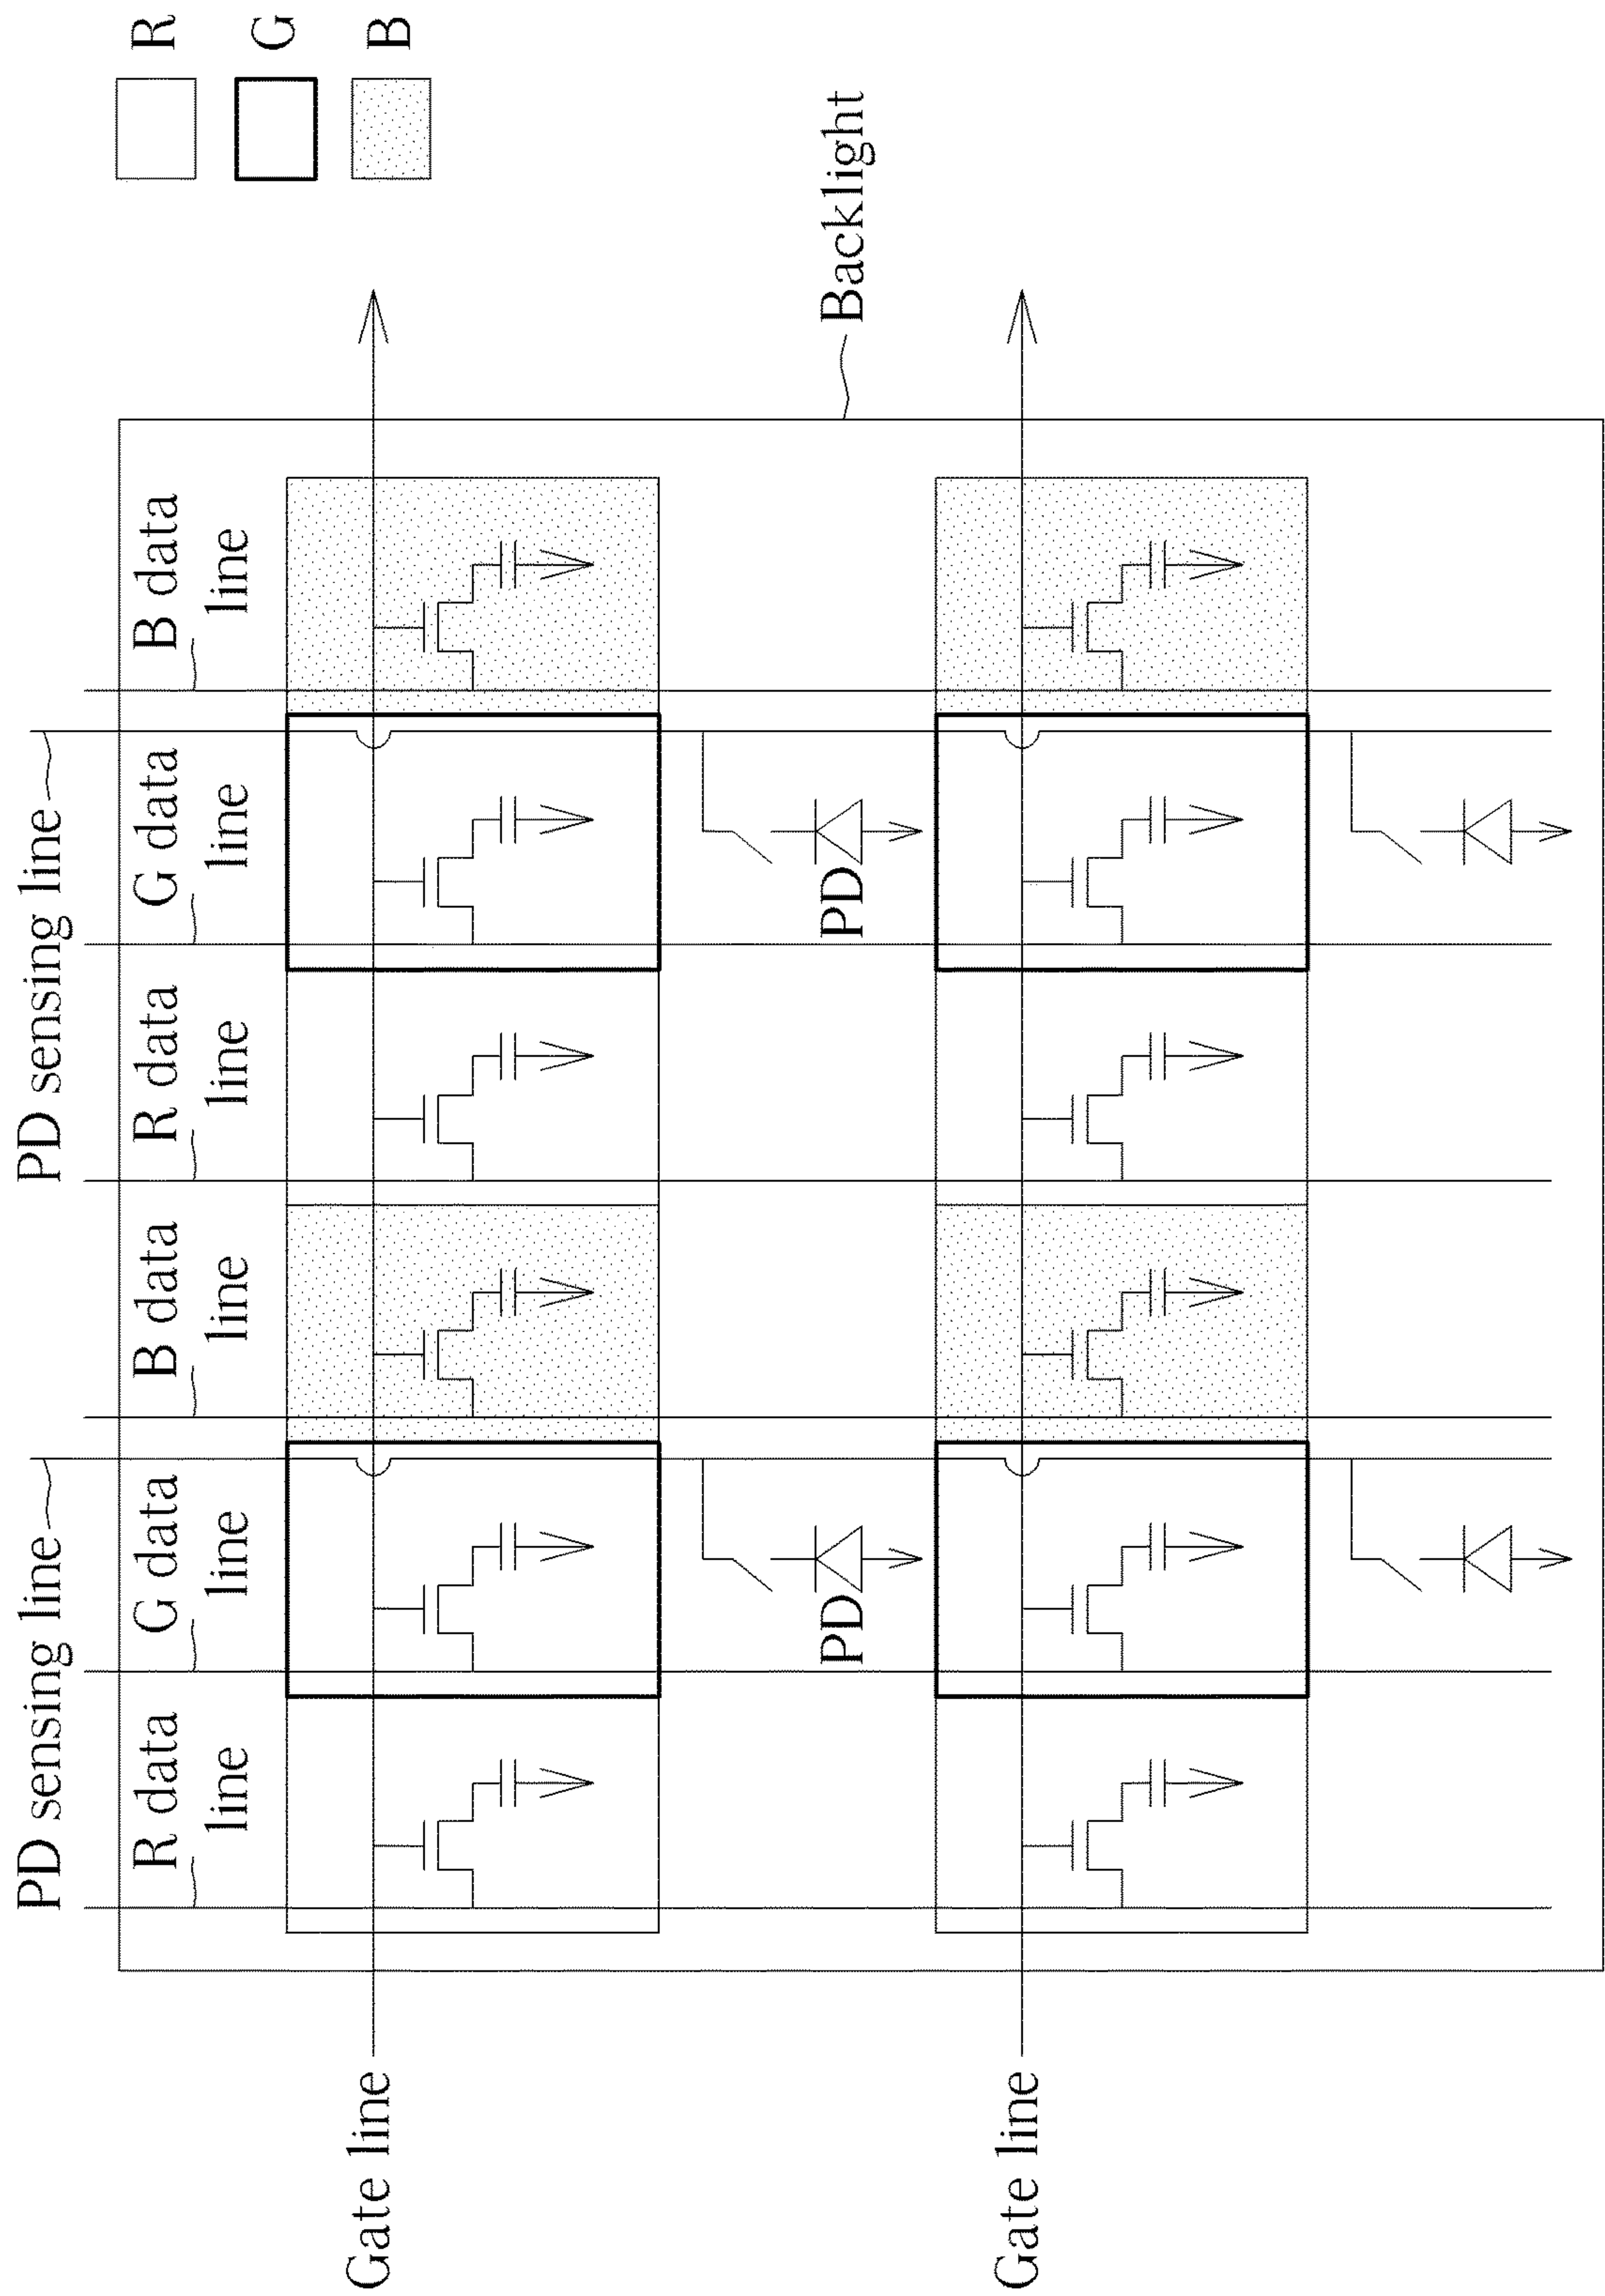 PD sensing line
PD sensing line
R data
line
G data
line
B data
line
R data
line
G data
line
B data
line
R
G
B
Gate line
PD
PD
Backlight
Gate line